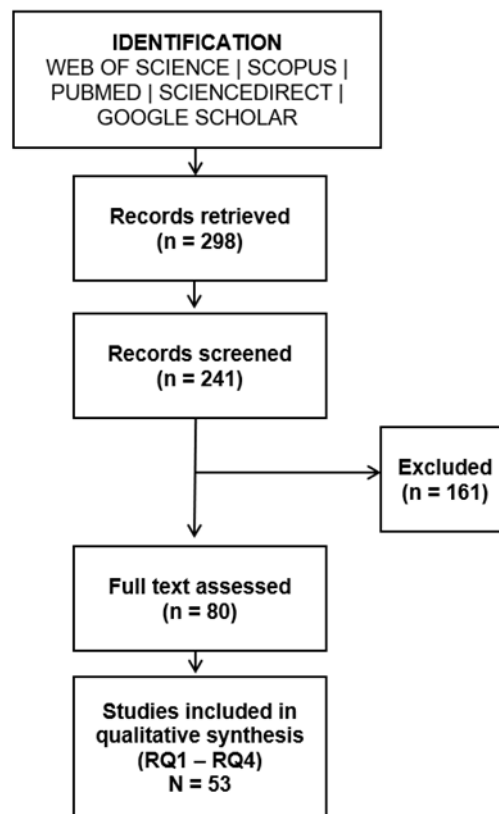 IDENTIFICATION
WEB OF SCIENCE | SCOPUS |
PUBMED | SCIENCEDIRECT |
GOOGLE SCHOLAR
Records retrieved
(n = 298)
Records screened
(n = 241)
Excluded
(n = 161)
Full text assessed
(n = 80)
Studies included in
qualitative synthesis
(RQ1 – RQ4)
N = 53